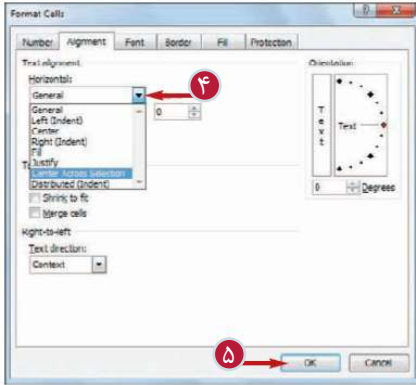 Format Cells
Number Alignment Font Border Fill Protection
Text alignment
Horizontal:
General
۴
General
Left (Indent)
Center
Right (Indent)
Fill
Justify
Center Across Selection
Distributed (Indent)
0
Shrink to fit
Merge cells
Right-to-left
Text direction:
Context
Orientation
Text
Text
0 Degrees
۵
OK Cancel